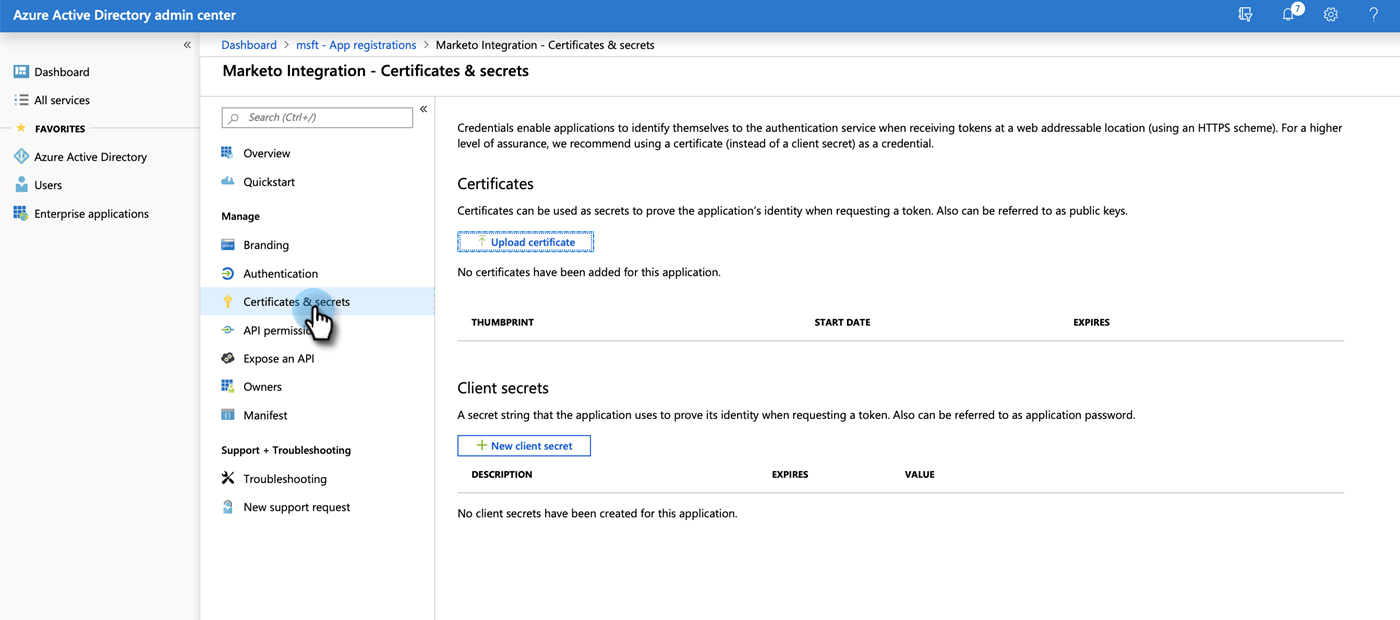 Azure Active Directory admin center
7
?
«
Dashboard > msft - App registrations > Marketo Integration - Certificates & secrets
Marketo Integration - Certificates & secrets
Dashboard
All services
FAVORITES
Azure Active Directory
Users
Enterprise applications
Search (Ctrl+/)
«
Overview
Quickstart
Manage
Branding
Authentication
Certificates & secrets
API
Expose an API
Owners
Manifest
Support + Troubleshooting
Troubleshooting
New support request
Credentials enable applications to identify themselves to the authentication service when receiving tokens at a web addressable location (using an HTTPS scheme). For a higher
level of assurance, we recommend using a certificate (instead of a client secret) as a credential.
Certificates
Certificates can be used as secrets to prove the application's identity when requesting a token. Also can be referred to as public keys.
Upload certificate
No certificates have been added for this application.
THUMBPRINT START DATE EXPIRES
Client secrets
A secret string that the application uses to prove its identity when requesting a token. Also can be referred to as application password.
New client secret
DESCRIPTION EXPIRES VALUE
No client secrets have been created for this application.